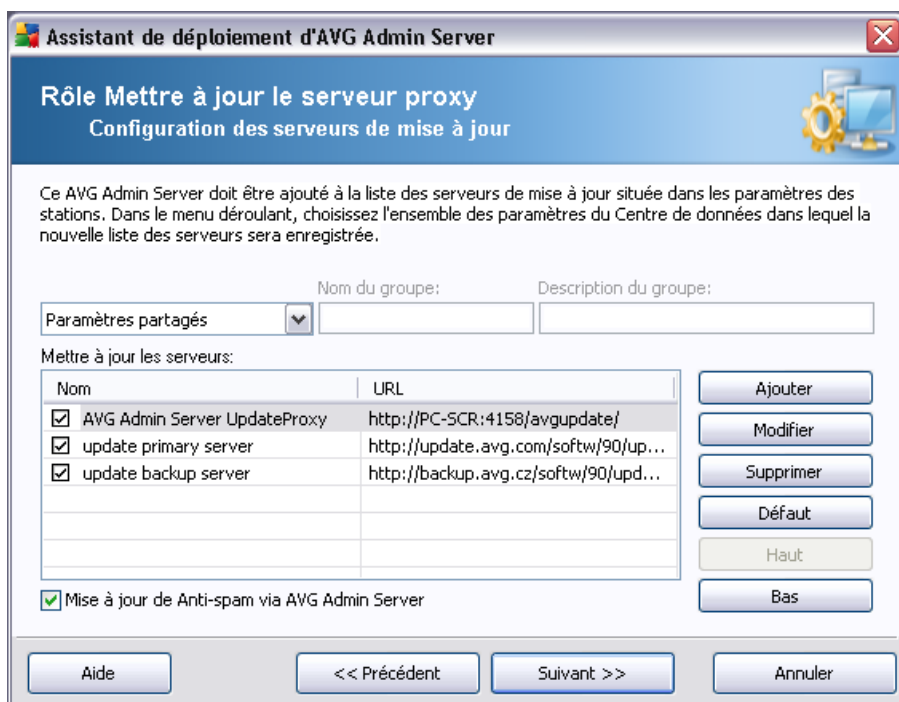 Assistant de déploiement d'AVG Admin Server
Rôle Mettre à jour le serveur proxy
Configuration des serveurs de mise à jour
Ce AVG Admin Server doit être ajouté à la liste des serveurs de mise à jour située dans les paramètres des
stations. Dans le menu déroulant, choisissez l'ensemble des paramètres du Centre de données dans lequel la
nouvelle liste des serveurs sera enregistrée.
Nom du groupe: Description du groupe:
Paramètres partagés
Mettre à jour les serveurs:
Nom URL
AVG Admin Server UpdateProxy http://PC-SCR:4158/avgupdate/
update primary server http://update.avg.com/softw/90/up...
update backup server http://backup.avg.cz/softw/90/upd...
Ajouter
Modifier
Supprimer
Défaut
Haut
Bas
Mise à jour de Anti-spam via AVG Admin Server
Aide << Précédent Suivant >> Annuler